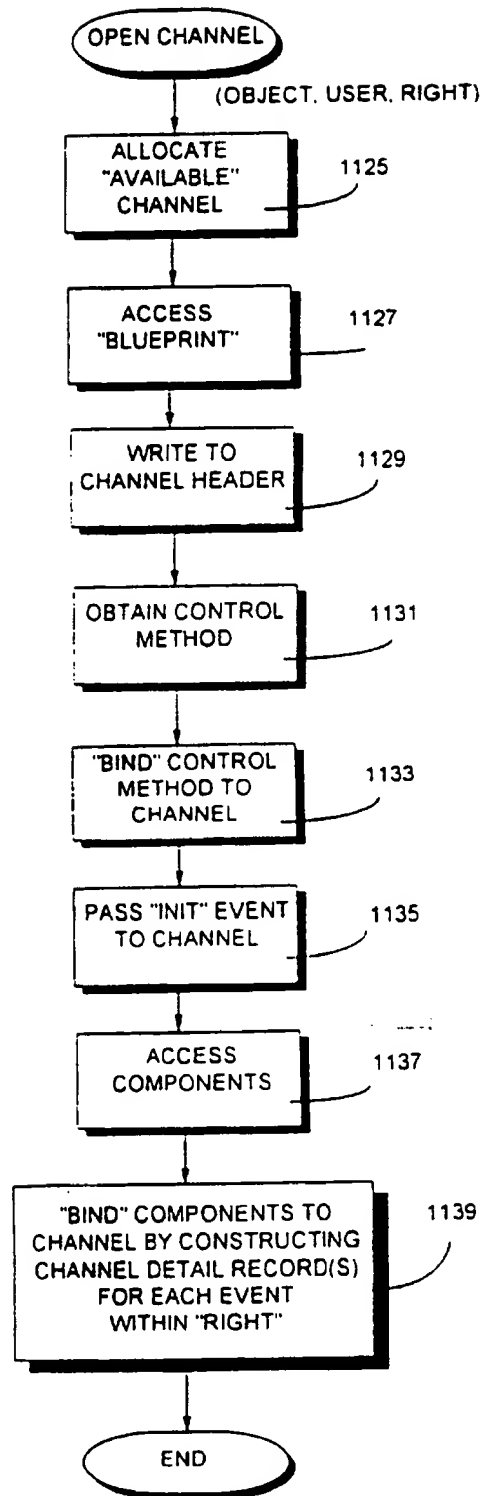 OPEN CHANNEL
(OBJECT, USER, RIGHT)
ALLOCATE
"AVAILABLE"
CHANNEL
1125
ACCESS
"BLUEPRINT"
1127
WRITE TO
CHANNEL HEADER
1129
OBTAIN CONTROL
METHOD
1131
"BIND" CONTROL
METHOD TO
CHANNEL
1133
PASS "INIT" EVENT
TO CHANNEL
1135
ACCESS
COMPONENTS
1137
"BIND" COMPONENTS TO
CHANNEL BY CONSTRUCTING
CHANNEL DETAIL RECORD(S)
FOR EACH EVENT
WITHIN "RIGHT"
1139
END